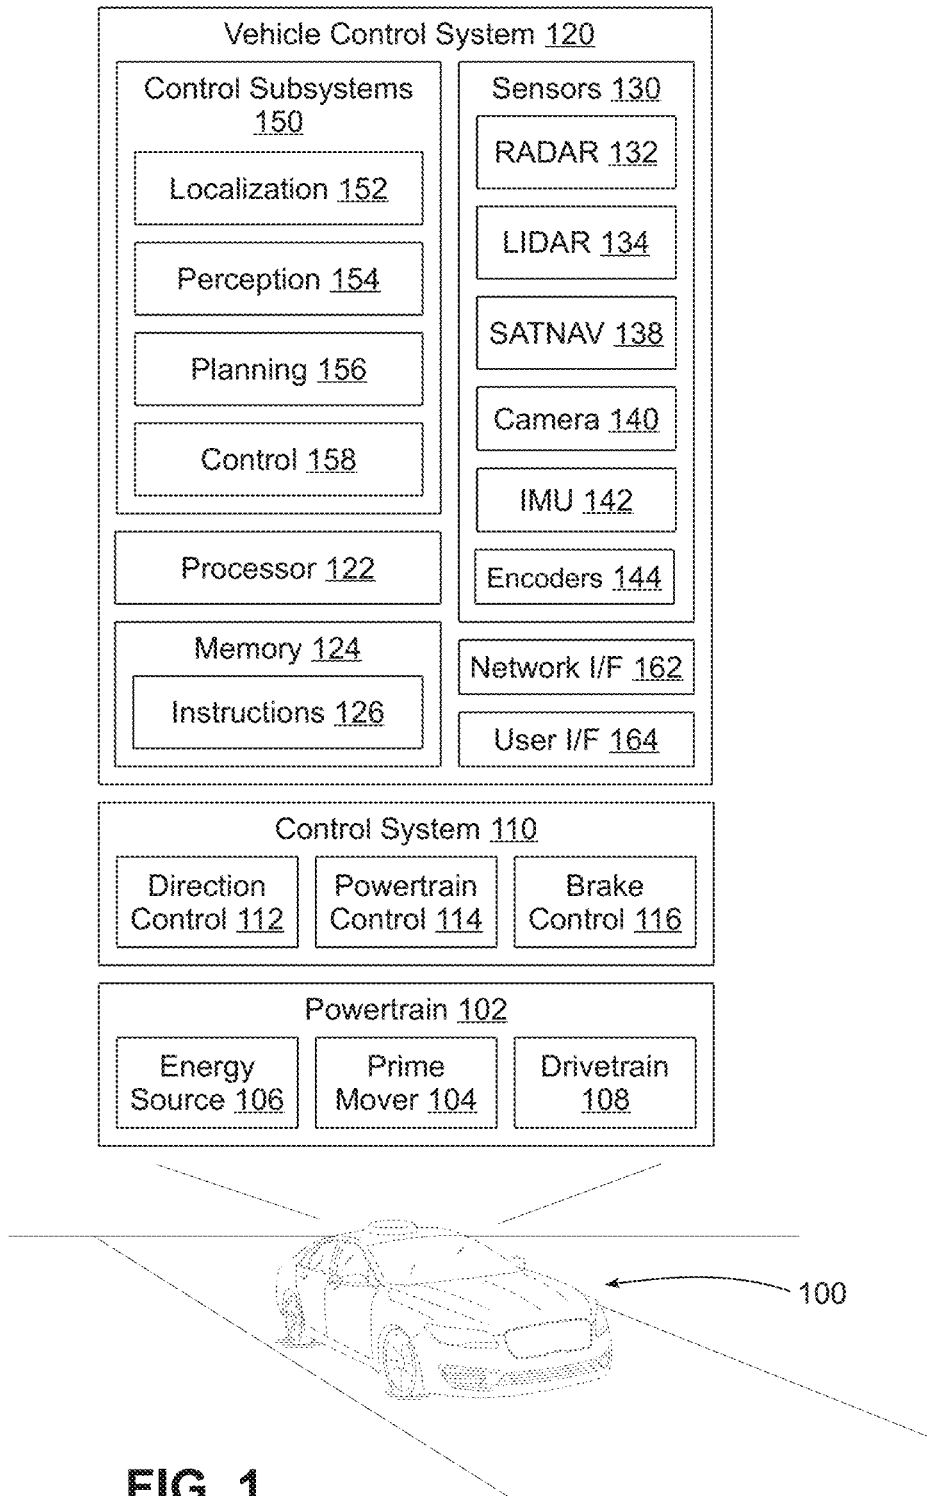 Vehicle Control System 120
Control Subsystems
150
Localization 152
Perception 154
Planning 156
Control 158
Processor 122
Memory 124
Instructions 126
Sensors 130
RADAR 132
LIDAR 134
SATNAV 138
Camera 140
IMU 142
Encoders 144
Network I/F 162
User I/F 164
Control System 110
Direction
Control 112
Powertrain
Control 114
Brake
Control 116
Powertrain 102
Energy
Source 106
Prime
Mover 104
Drivetrain
108
100
FIG. 1